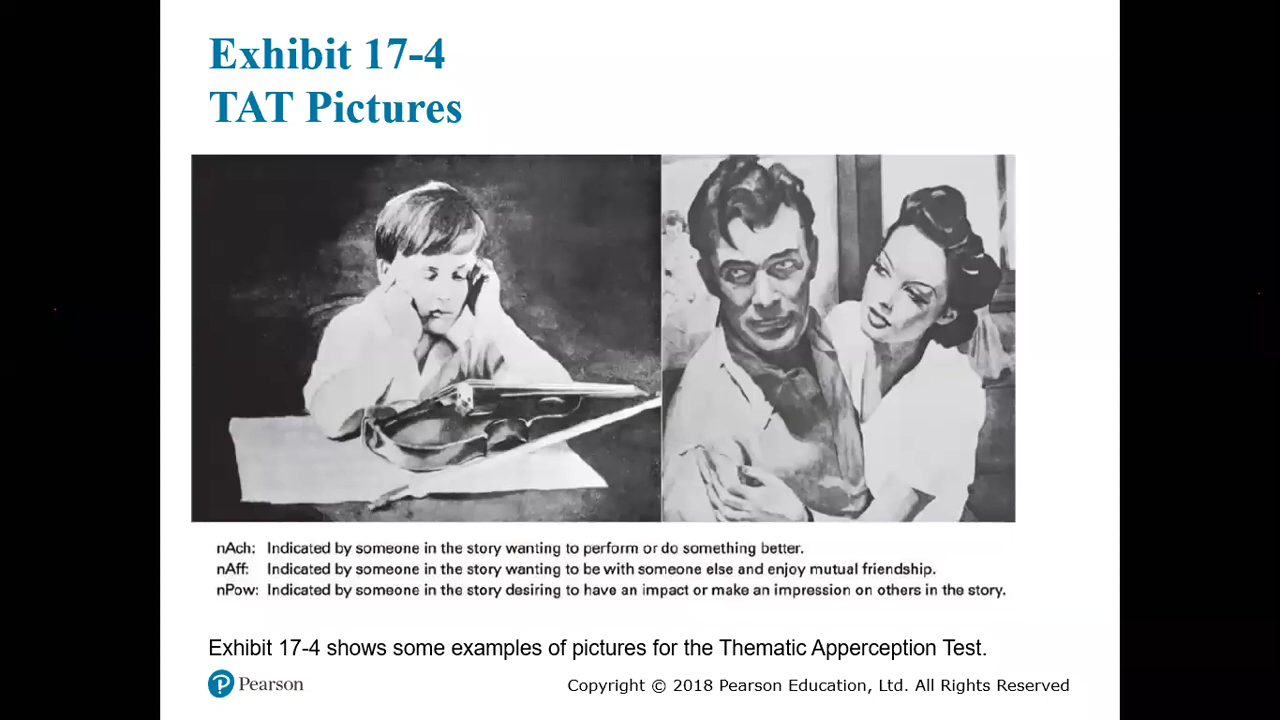 Exhibit 17-4
TAT Pictures
nAch: Indicated by someone in the story wanting to perform or do something better.
nAff: Indicated by someone in the story wanting to be with someone else and enjoy mutual friendship.
nPow: Indicated by someone in the story desiring to have an impact or make an impression on others in the story.
Exhibit 17-4 shows some examples of pictures for the Thematic Apperception Test.
Pearson
Copyright © 2018 Pearson Education, Ltd. All Rights Reserved